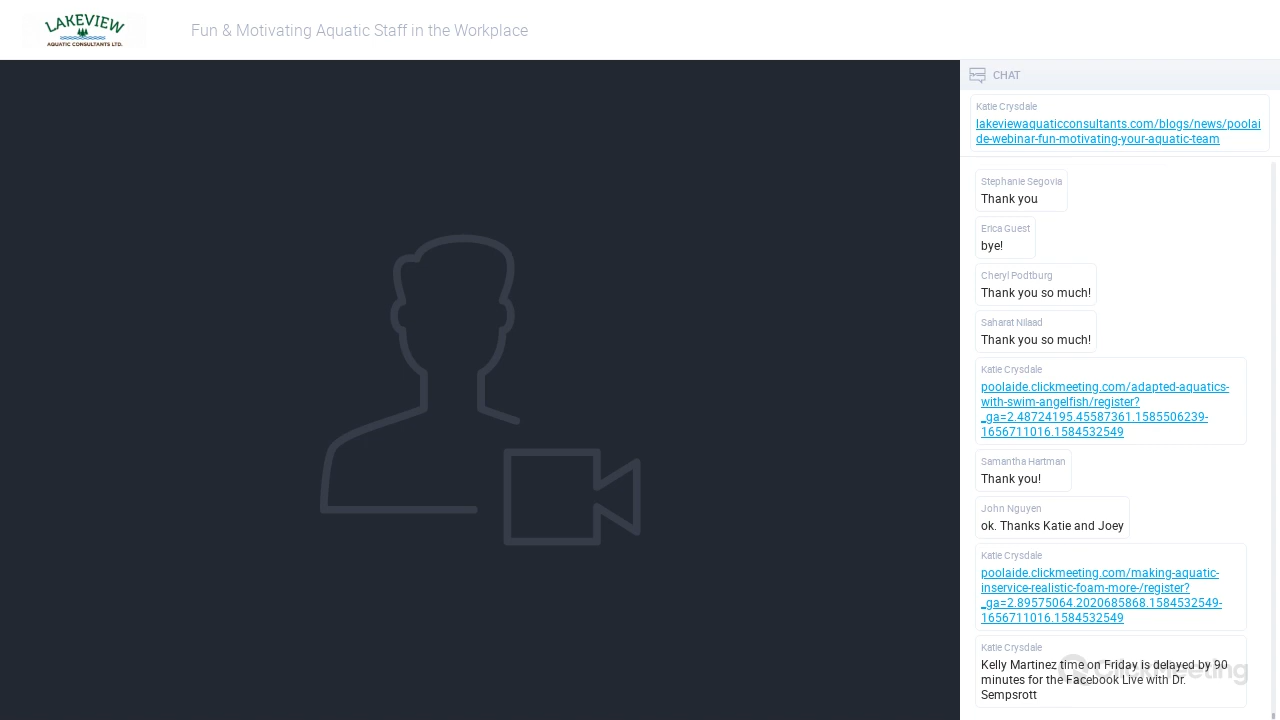 LAKEVIEW
AQUATIC CONSULTANTS LTD.
Fun & Motivating Aquatic Staff in the Workplace
CHAT
Katie Crysdale
lakeviewaquaticconsultants.com/blogs/news/poolai
de-webinar-fun-motivating-your-aquatic-team
Stephanie Segovia
Thank you
Erica Guest
bye!
Cheryl Podtburg
Thank you so much!
Saharat Nilaad
Thank you so much!
Katie Crysdale
poolaide.clickmeeting.com/adapted-aquatics-
with-swim-angelfish/register?
_ga=2.48724195.45587361.1585506239-
1656711016.1584532549
Samantha Hartman
Thank you!
John Nguyen
ok. Thanks Katie and Joey
Katie Crysdale
poolaide.clickmeeting.com/making-aquatic-
inservice-realistic-foam-more-/register?
_ga=2.89575064.2020685868.1584532549-
1656711016.1584532549
Katie Crysdale
Kelly Martinez time on Friday is delayed by 90
minutes for the Facebook Live with Dr.
Sempsrott
ClickMeeting